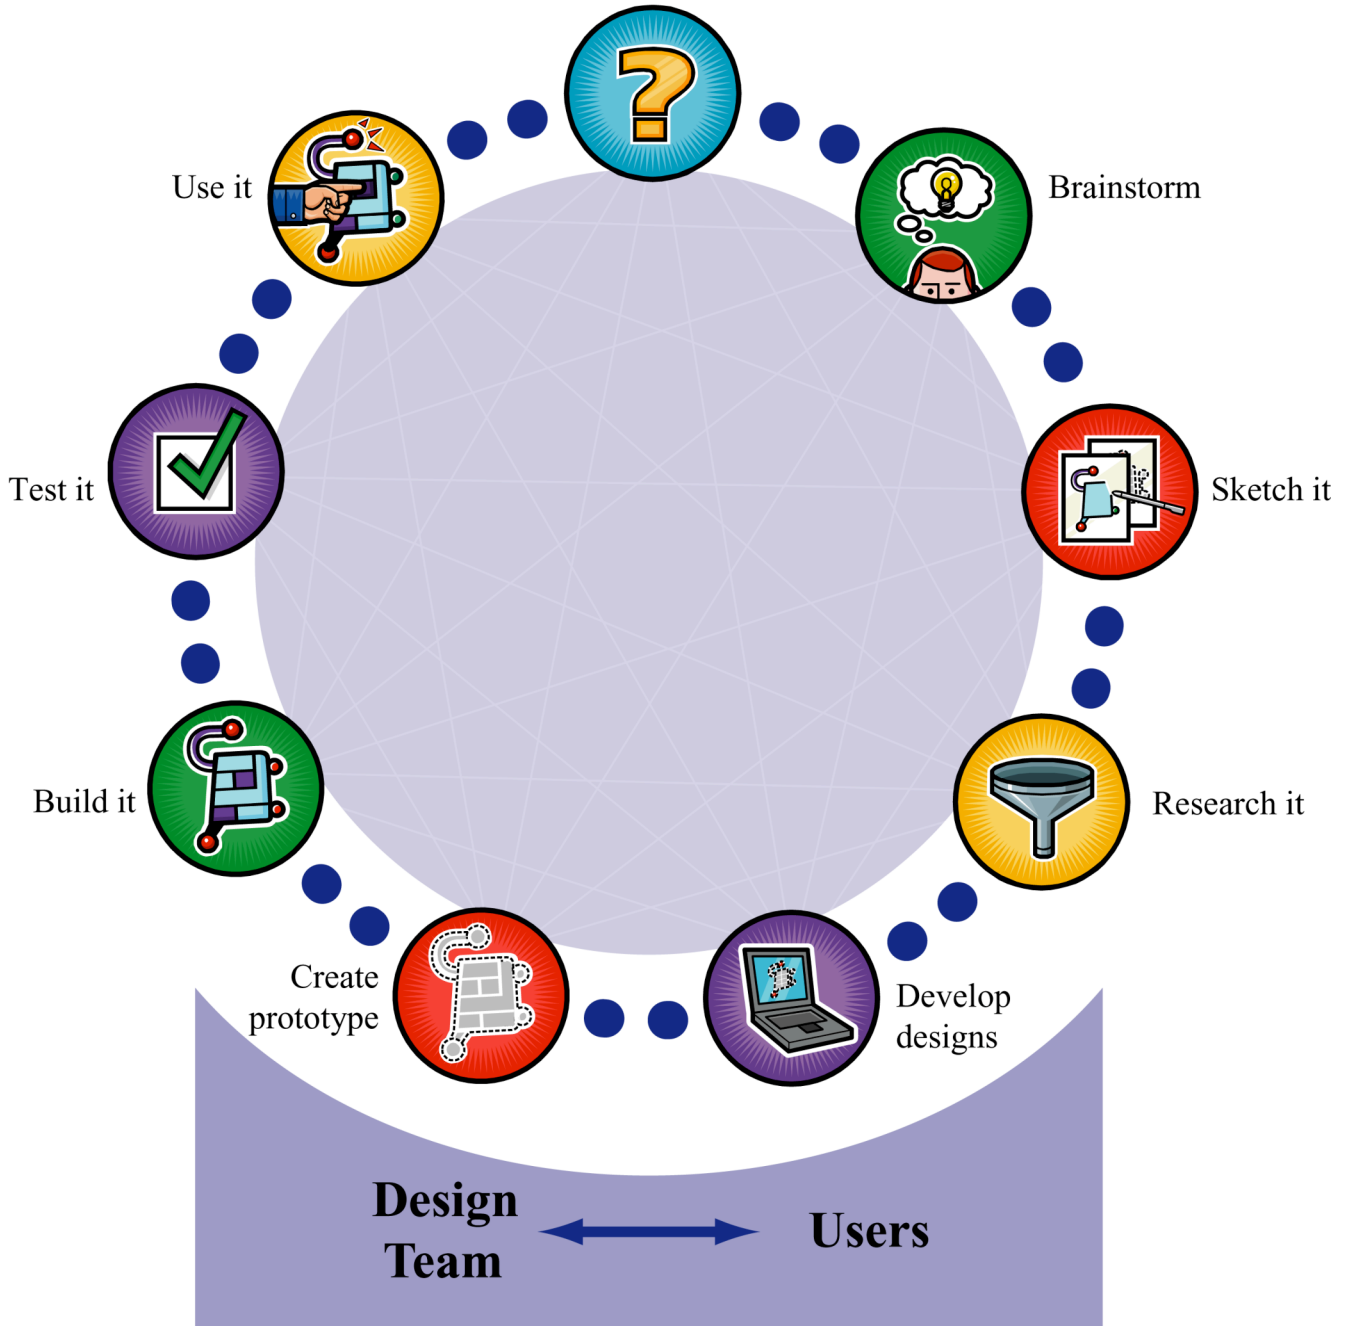 ?
Brainstorm
Sketch it
Research it
Develop
designs
Create
prototype
Build it
Test it
Use it
Design
Team
Users